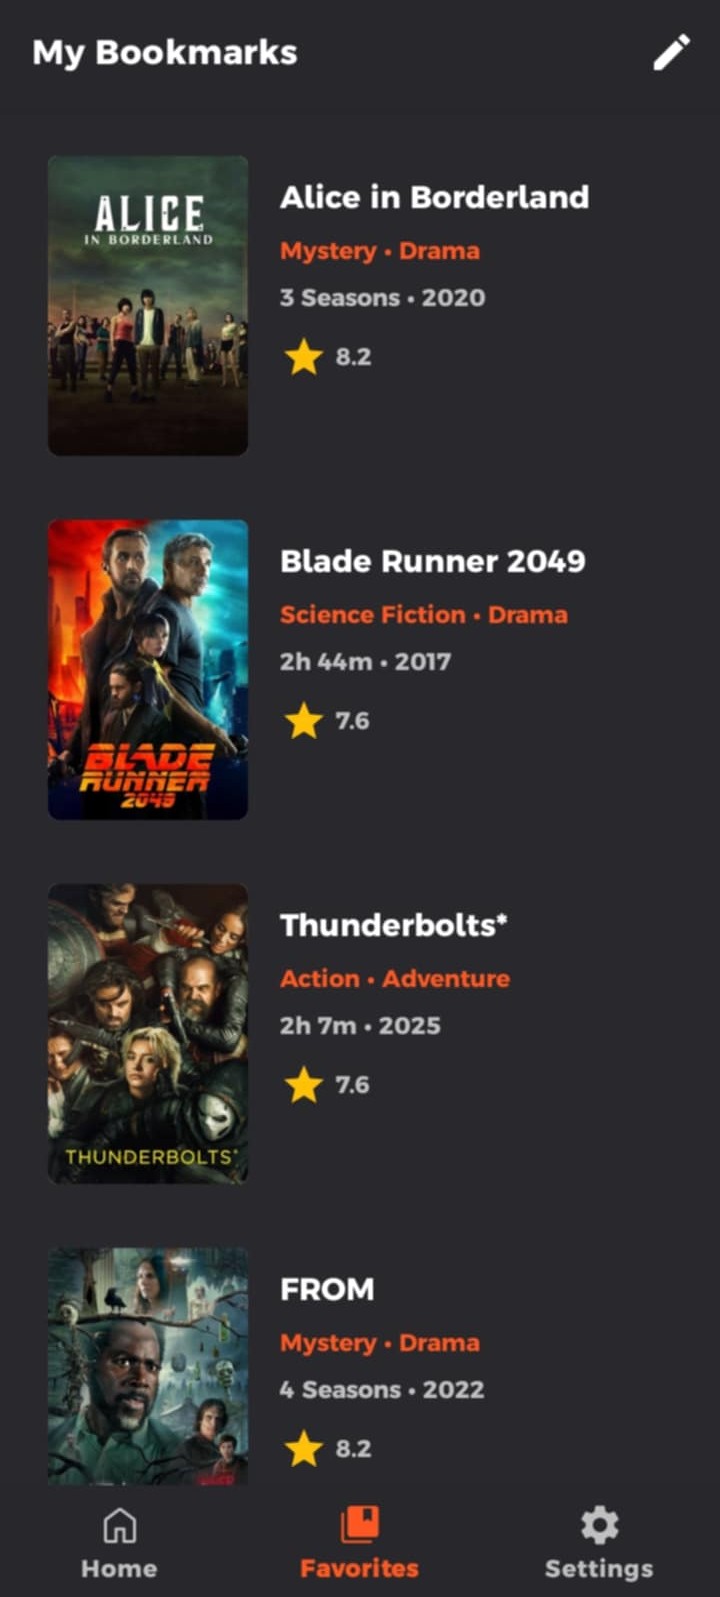 My Bookmarks
ALICE
IN BORDERLAND
Alice in Borderland
Mystery • Drama
3 Seasons • 2020
8.2
BLADE
RUNNER
2049
Blade Runner 2049
Science Fiction • Drama
2h 44m • 2017
7.6
THUNDERBOLTS*
Thunderbolts*
Action • Adventure
2h 7m • 2025
7.6
FROM
Mystery • Drama
4 Seasons • 2022
8.2
Home
Favorites
Settings